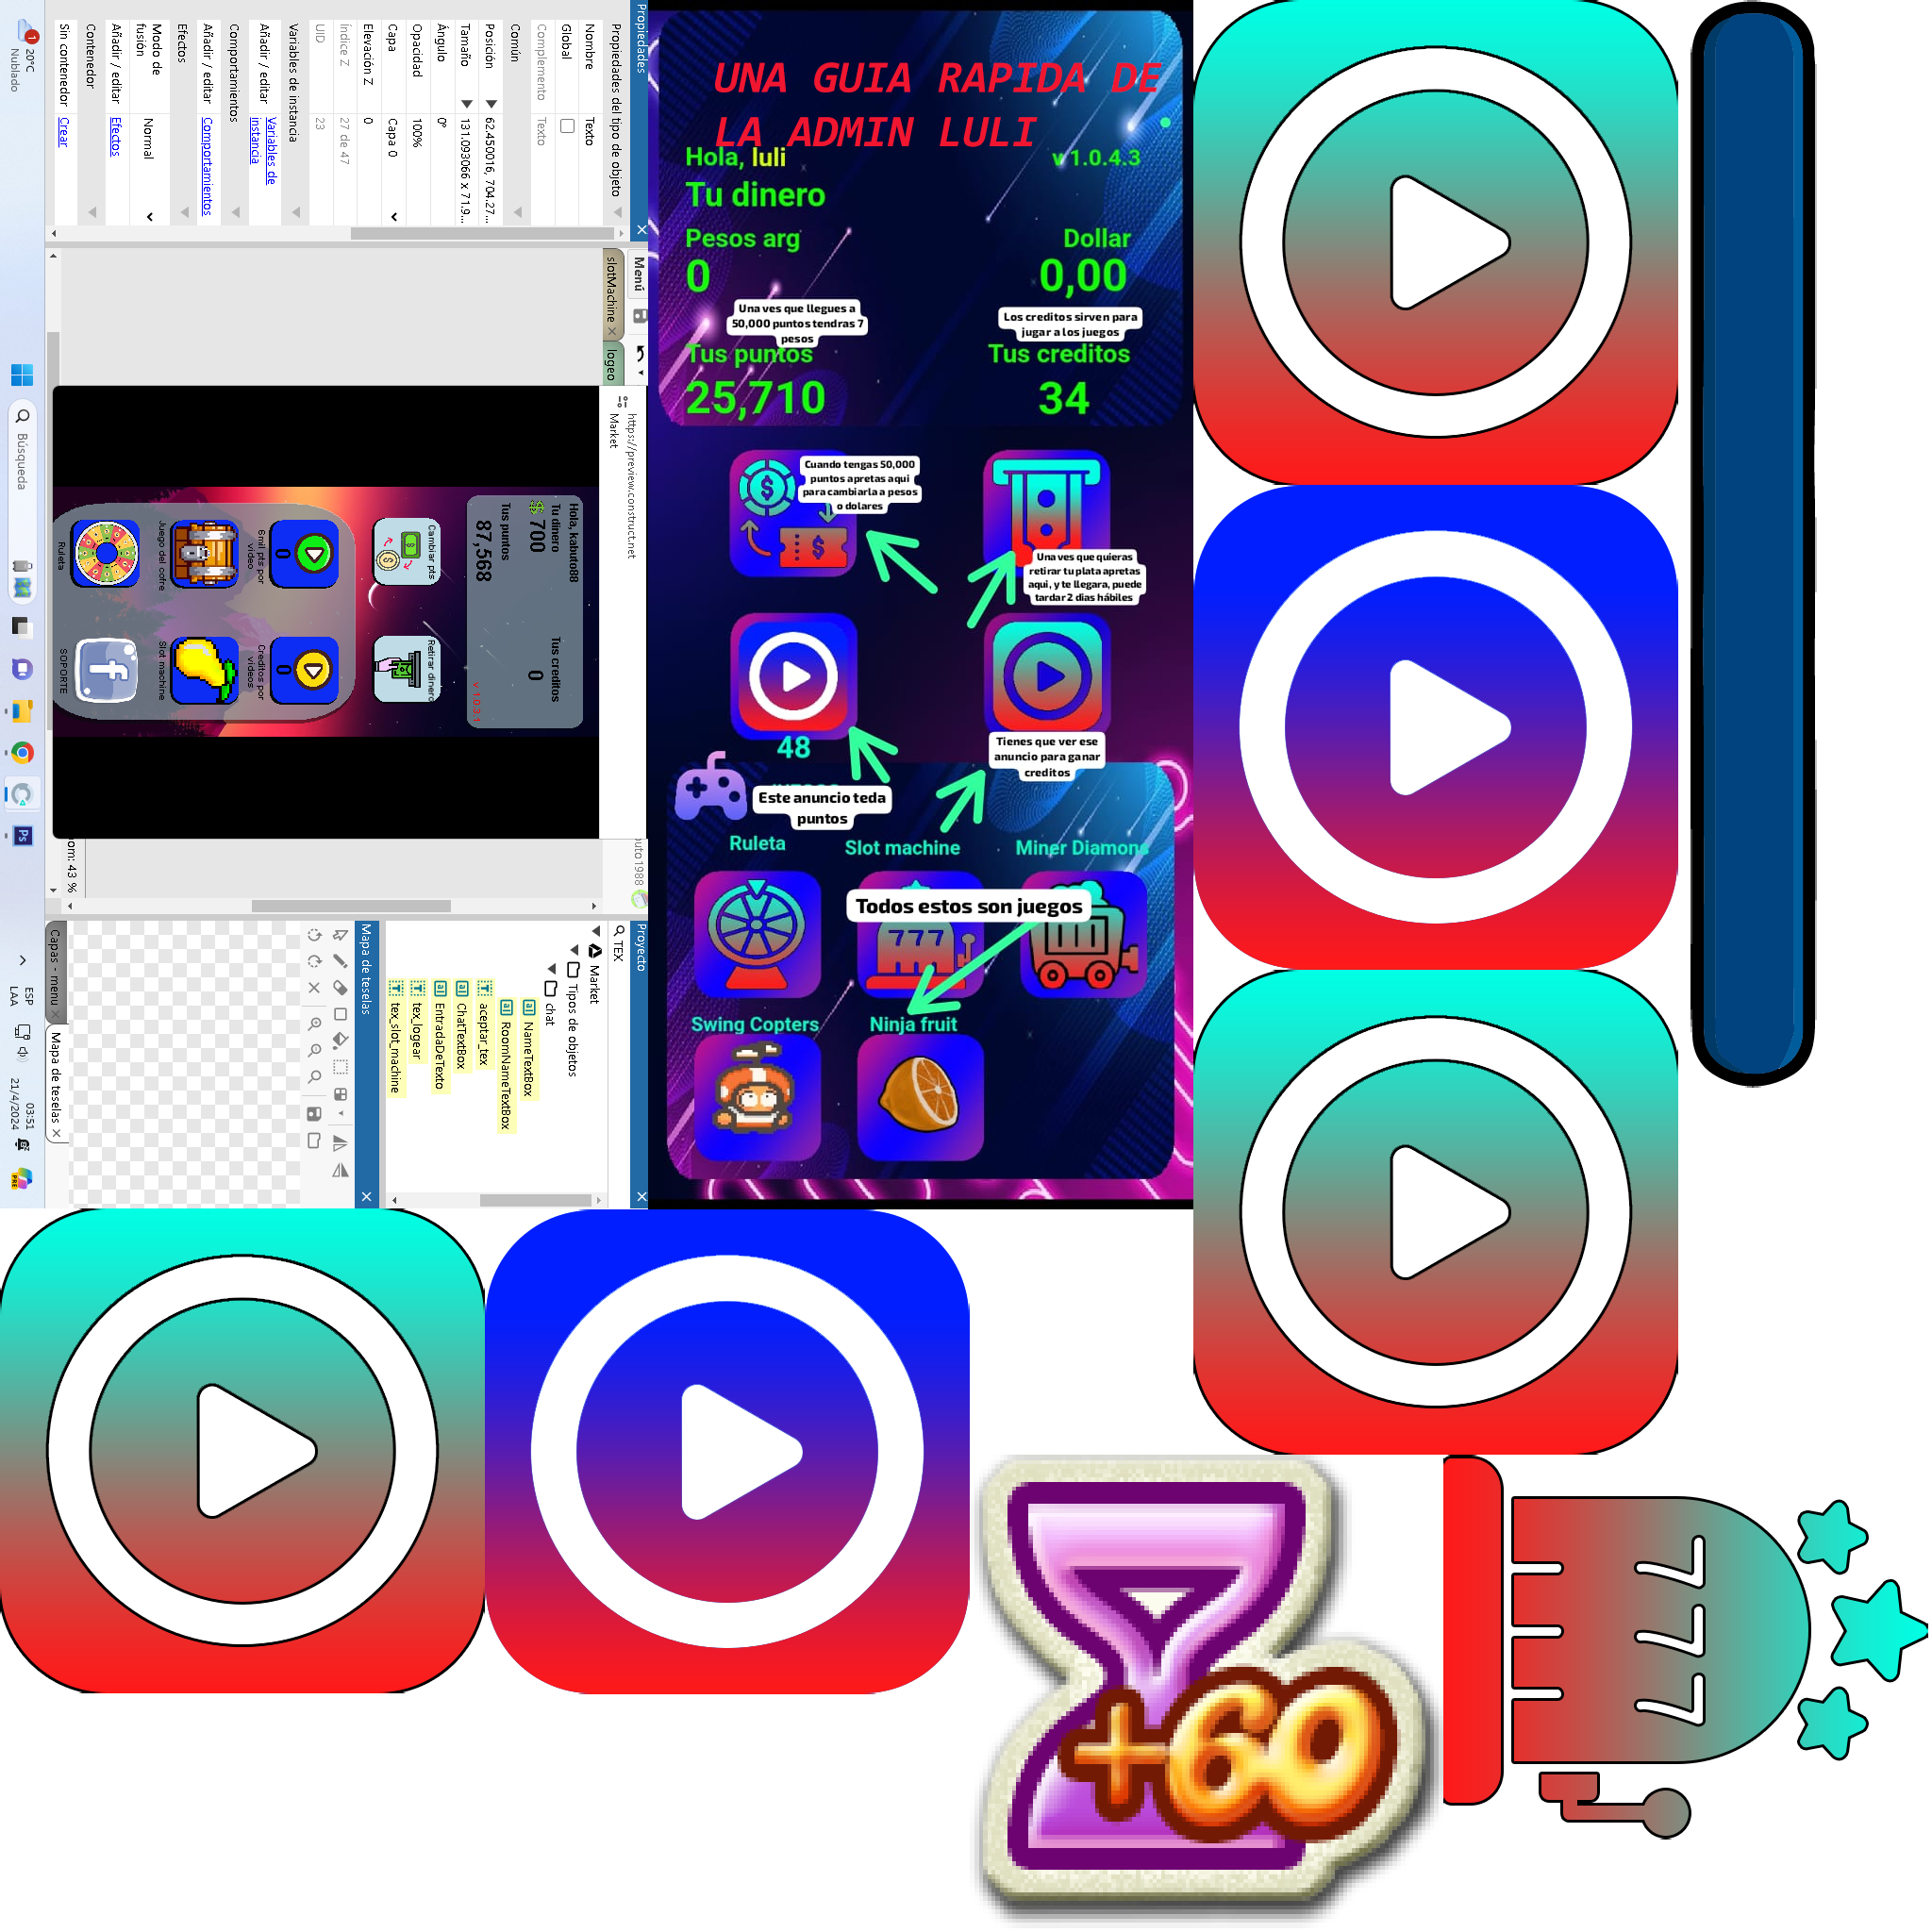 Propiedades
Propiedades del tipo de objeto
Nombre Texto
Global
Complemento Texto
Común
Posición 62.450016, 704.27...
Tamaño 131.093066 x 71.9...
Ángulo 0°
Opacidad 100%
Capa Capa 0
Elevación Z 0
Índice Z 27 de 47
UID 23
Variables de instancia
Añadir / editar Variables de
instancia
Comportamientos
Añadir / editar Comportamientos
Efectos
Modo de
fusión Normal
Añadir / editar Efectos
Contenedor
Sin contenedor Crear
Menú
slotMachine
logeo
https://preview.construct.net
Market
Hola, kabuto88
Tu dinero Tus creditos
700 0
Tus puntos
87,568 v 1.0.3.1
Cambiar pts Retirar dinero
0 0
6mil pts por
video
Creditos por
videos
Juego del cofre Slot machine
Ruleta SOPORTE
uto1988
om: 43 %
Proyecto
TEX
Market
Tipos de objetos
chat
NameTextBox
RoomNameTextBox
aceptar_tex
ChatTextBox
EntradaDeTexto
tex_logear
tex_slot_machine
Mapa de teselas
Capas - menu Mapa de teselas
1
20°C
Nublado
Búsqueda
Ps
ESP
LAA
03:51
21/4/2024
PRE
UNA GUIA RAPIDA DE
LA ADMIN LULI
Hola, luli v 1.0.4.3
Tu dinero
Pesos arg Dollar
0 0,00
Una ves que llegues a
50,000 puntos tendras 7
pesos
Los creditos sirven para
jugar a los juegos
Tus puntos Tus creditos
25,710 34
Cuando tengas 50,000
puntos apretas aqui
para cambiarla a pesos
o dolares
Una ves que quieras
retirar tu plata apretas
aqui, y te llegara, puede
tardar 2 dias hábiles
48
Tienes que ver ese
anuncio para ganar
creditos
Este anuncio teda
puntos
Ruleta Slot machine Miner Diamond
Todos estos son juegos
777
Swing Copters Ninja fruit
+60
777